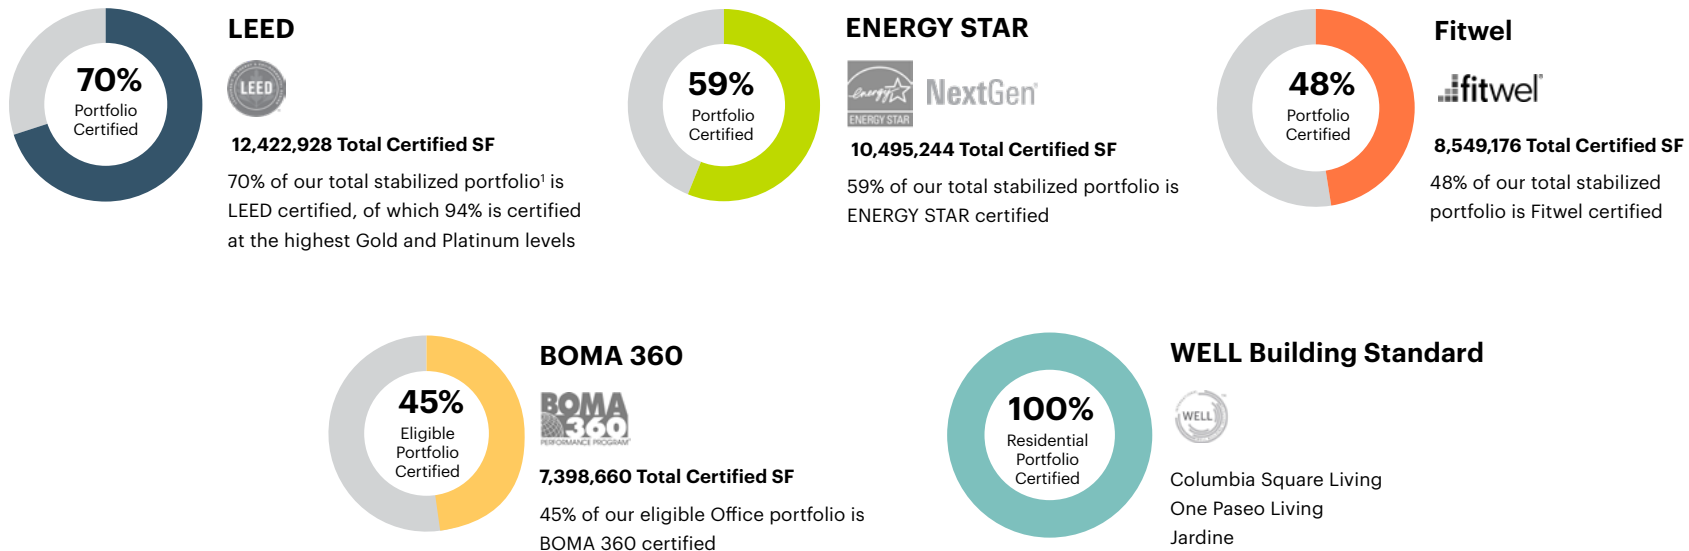 LEED
70%
Portfolio
Certified
LEED
12,422,928 Total Certified SF
70% of our total stabilized portfolio¹ is
LEED certified, of which 94% is certified
at the highest Gold and Platinum levels
ENERGY STAR
59%
Portfolio
Certified
energy
ENERGY STAR
NextGen
10,495,244 Total Certified SF
59% of our total stabilized portfolio is
ENERGY STAR certified
Fitwel
48%
Portfolio
Certified
fitwel
8,549,176 Total Certified SF
48% of our total stabilized
portfolio is Fitwel certified
BOMA 360
45%
Eligible
Portfolio
Certified
BOMA
360
PERFORMANCE PROGRAM
7,398,660 Total Certified SF
45% of our eligible Office portfolio is
BOMA 360 certified
WELL Building Standard
100%
Residential
Portfolio
Certified
WELL
Columbia Square Living
One Paseo Living
Jardine